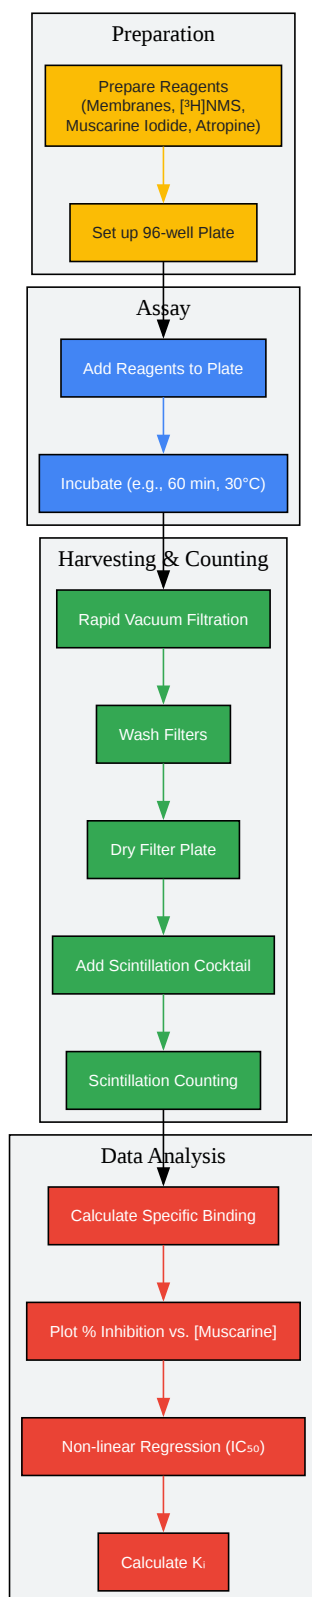 Preparation
Prepare Reagents
(Membranes, [³H]NMS,
Muscarine Iodide, Atropine)
Set up 96-well Plate
Assay
Add Reagents to Plate
Incubate (e.g., 60 min, 30°C)
Harvesting & Counting
Rapid Vacuum Filtration
Wash Filters
Dry Filter Plate
Add Scintillation Cocktail
Scintillation Counting
Data Analysis
Calculate Specific Binding
Plot % Inhibition vs. [Muscarine]
Non-linear Regression (IC₅₀)
Calculate Kᵢ